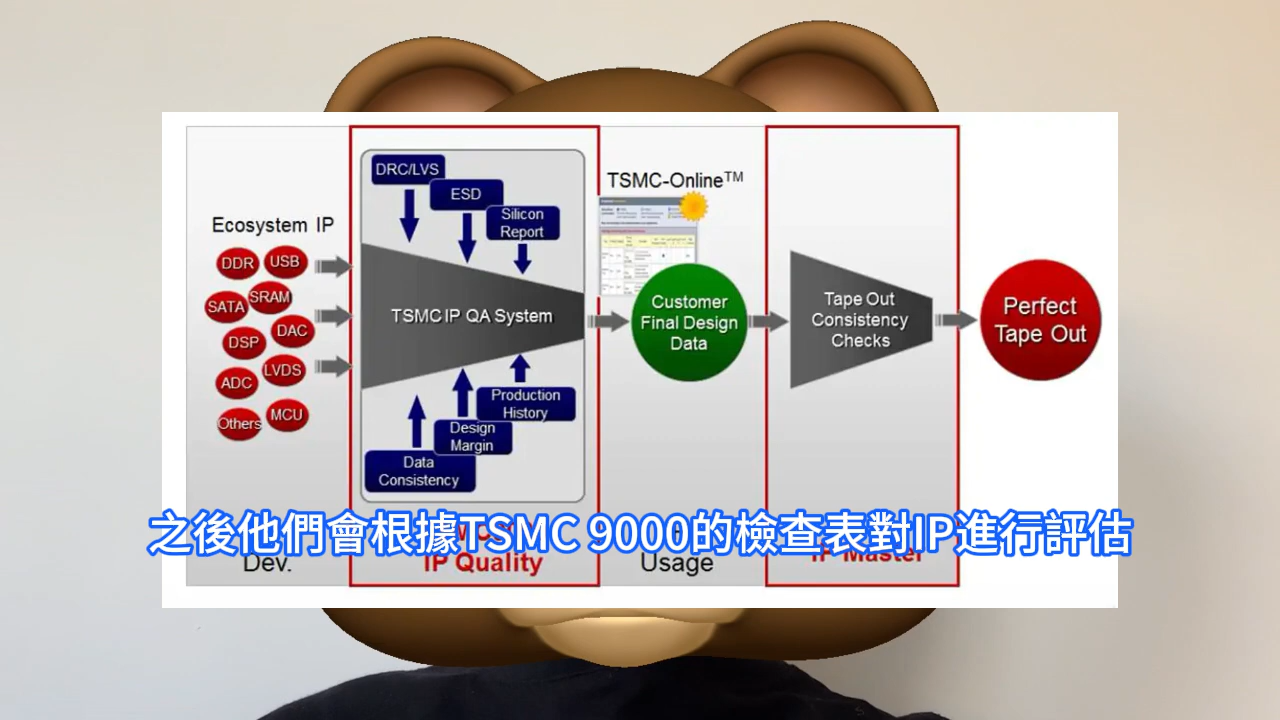 TSMC-Online™
Ecosystem IP
DDR
USB
SATA
SRAM
DSP
DAC
ADC
LVDS
Others
MCU
DRC/LVS
ESD
Silicon
Report
TSMC IP QA System
Production
History
Design
Margin
Data
Consistency
Customer
Final Design
Data
Tape Out
Consistency
Checks
Perfect
Tape Out
之後他們會根據TSMC 9000的檢查表對IP進行評估
Dev.
IP Quality
Usage
IP Master